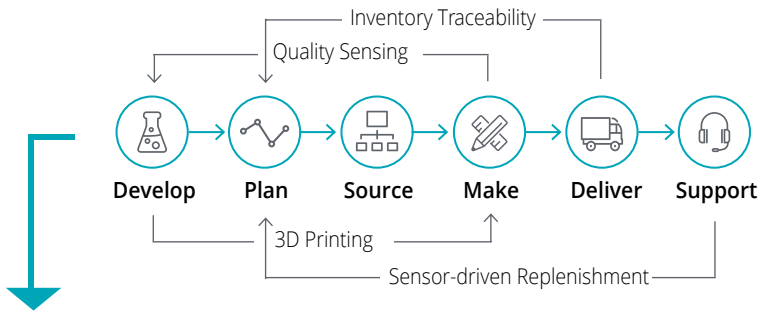 Inventory Traceability
Quality Sensing
Develop Plan Source Make Deliver Support
3D Printing
Sensor-driven Replenishment